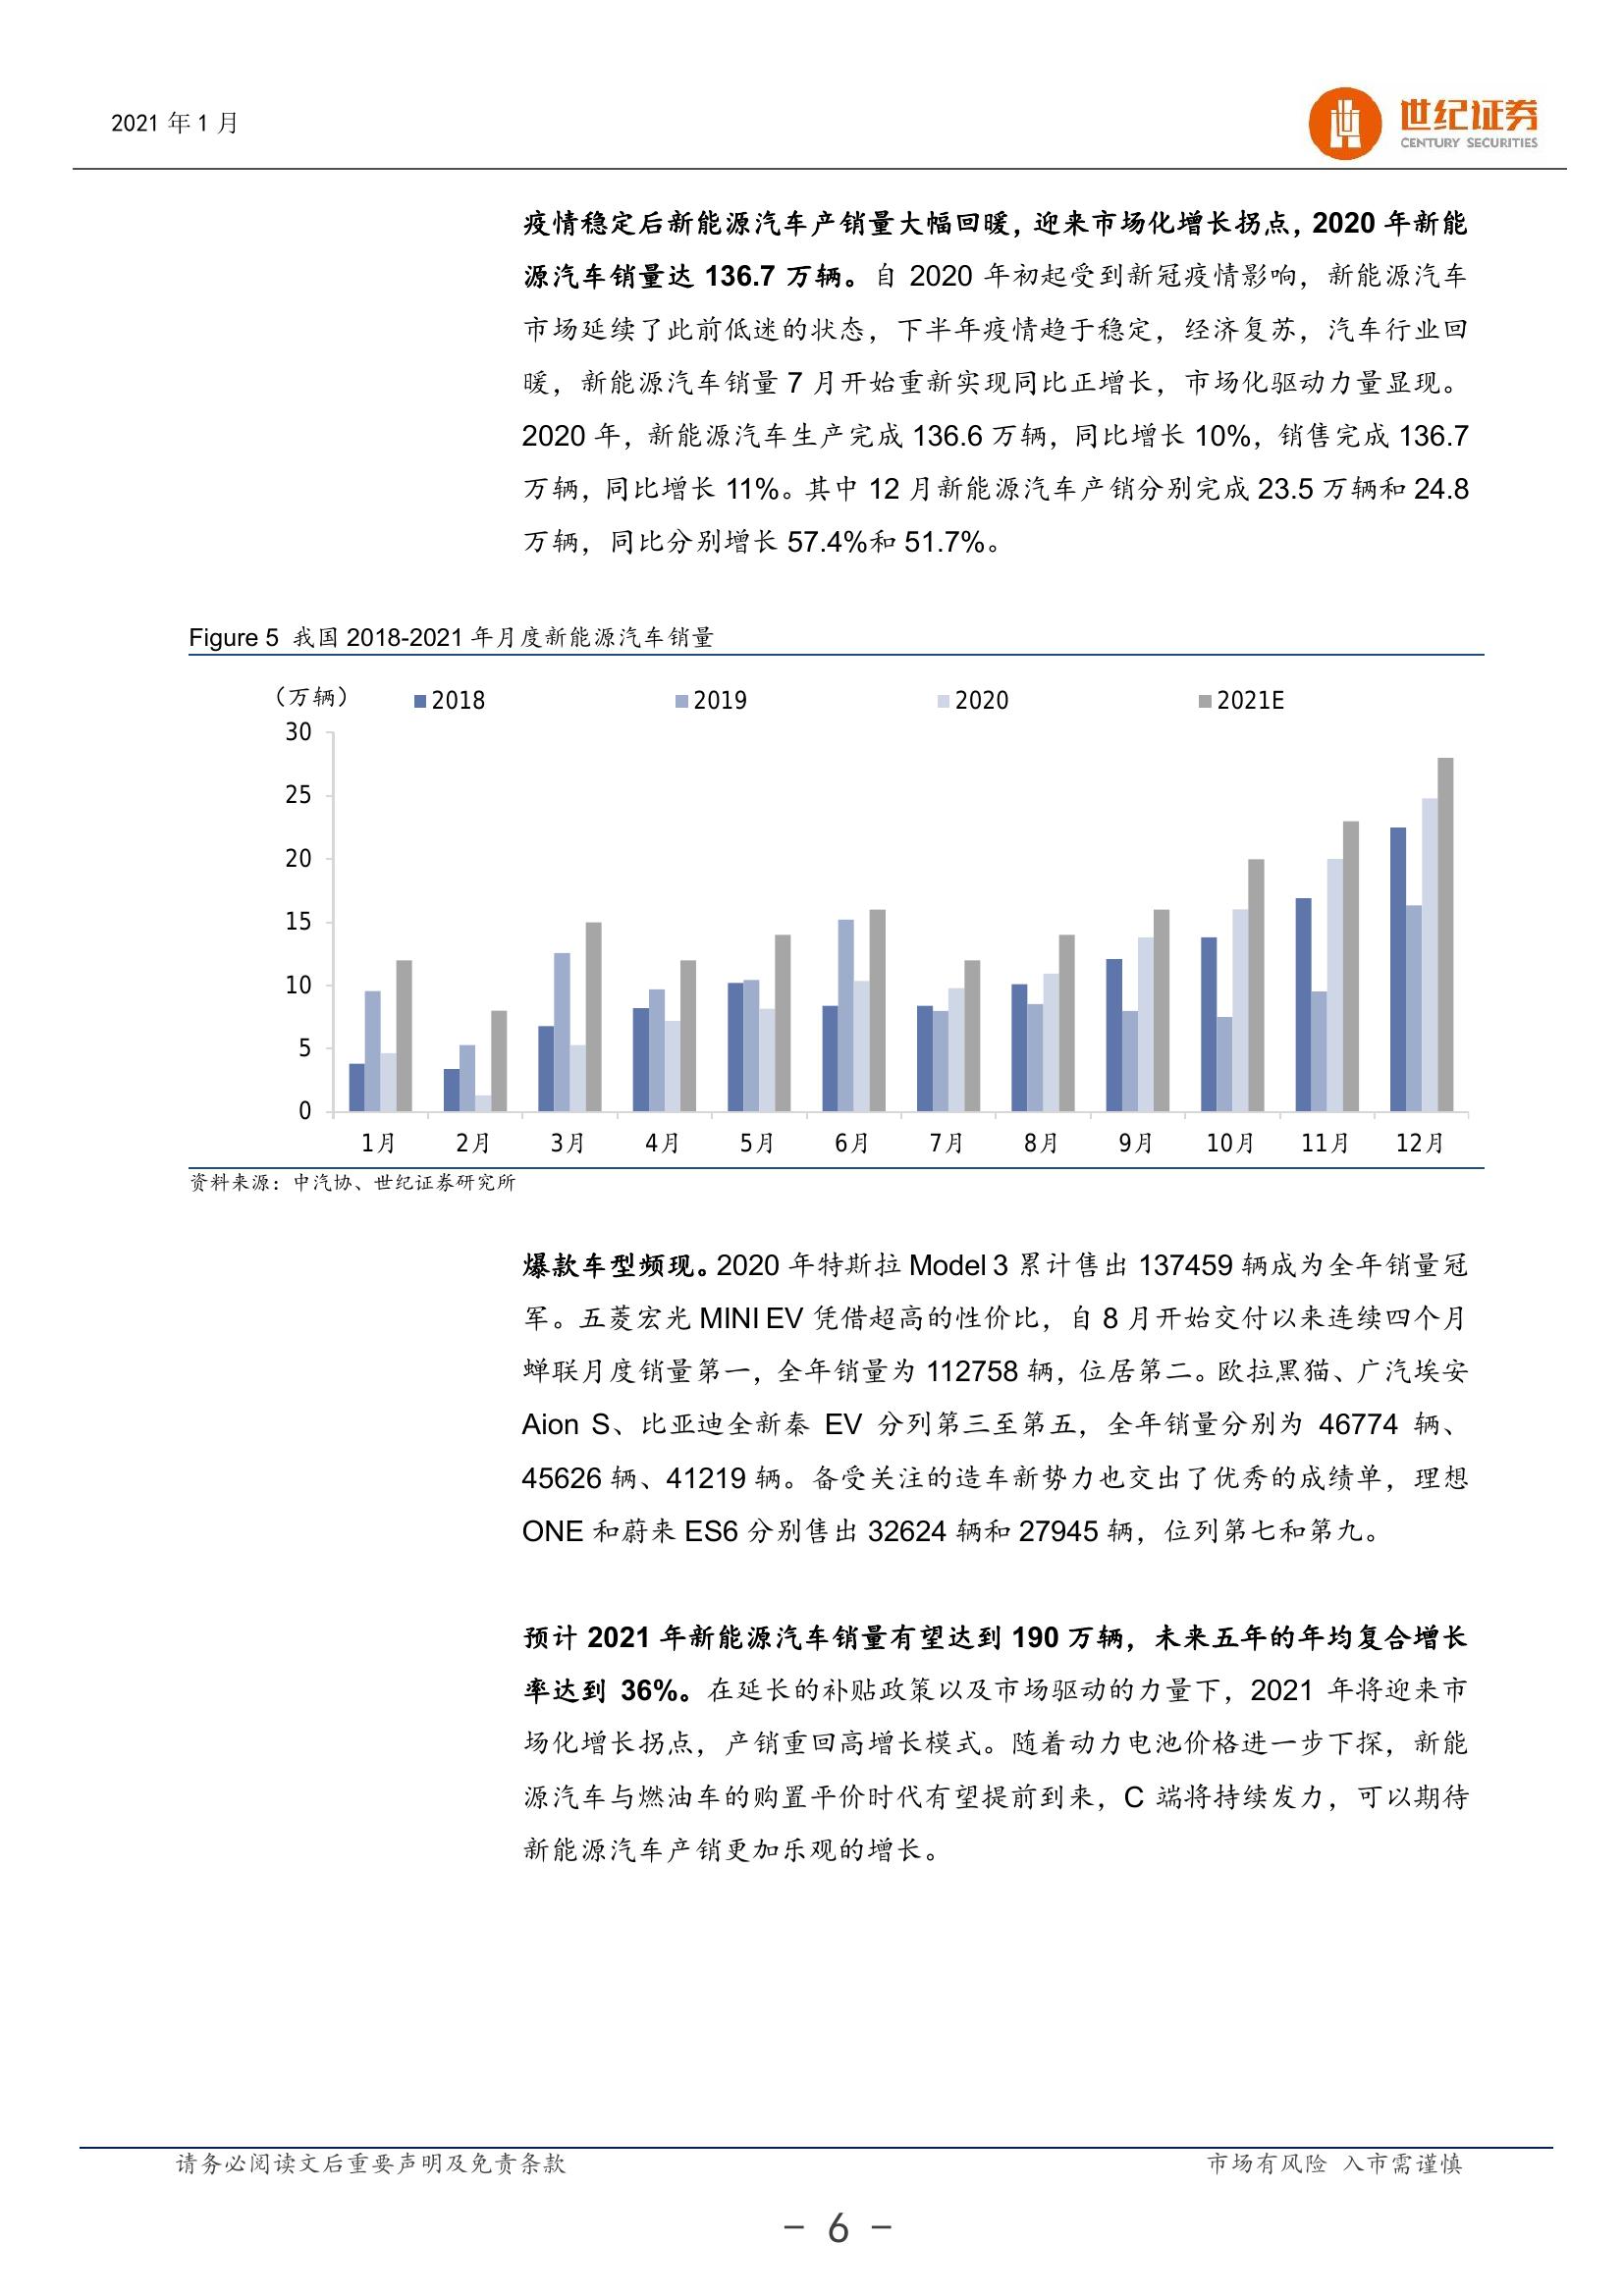 2021 年 1 月
世纪证券
CENTURY SECURITIES
疫情稳定后新能源汽车产销量大幅回暖，迎来市场化增长拐点，2020 年新能
源汽车销量达 136.7 万辆。自 2020 年初起受到新冠疫情影响，新能源汽车
市场延续了此前低迷的状态，下半年疫情趋于稳定，经济复苏，汽车行业回
暖，新能源汽车销量 7 月开始重新实现同比正增长，市场化驱动力量显现。
2020 年，新能源汽车生产完成 136.6 万辆，同比增长 10%，销售完成 136.7
万辆，同比增长 11%。其中 12 月新能源汽车产销分别完成 23.5 万辆和 24.8
万辆，同比分别增长 57.4%和 51.7%。
Figure 5 我国 2018-2021 年月度新能源汽车销量
（万辆） 2018 2019 2020 2021E
30
25
20
15
10
5
0
1月 2月 3月 4月 5月 6月 7月 8月 9月 10月 11月 12月
资料来源：中汽协、世纪证券研究所
爆款车型频现。2020 年特斯拉 Model 3 累计售出 137459 辆成为全年销量冠
军。五菱宏光 MINI EV 凭借超高的性价比，自 8 月开始交付以来连续四个月
蝉联月度销量第一，全年销量为 112758 辆，位居第二。欧拉黑猫、广汽埃安
Aion S、比亚迪全新秦 EV 分列第三至第五，全年销量分别为 46774 辆、
45626 辆、41219 辆。备受关注的造车新势力也交出了优秀的成绩单，理想
ONE 和蔚来 ES6 分别售出 32624 辆和 27945 辆，位列第七和第九。
预计 2021 年新能源汽车销量有望达到 190 万辆，未来五年的年均复合增长
率达到 36%。在延长的补贴政策以及市场驱动的力量下，2021 年将迎来市
场化增长拐点，产销重回高增长模式。随着动力电池价格进一步下探，新能
源汽车与燃油车的购置平价时代有望提前到来，C 端将持续发力，可以期待
新能源汽车产销更加乐观的增长。
请务必阅读文后重要声明及免责条款 市场有风险 入市需谨慎
- 6 -